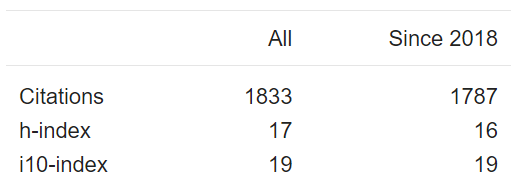 All Since 2018
Citations 1833 1787
h-index 17 16
i10-index 19 19